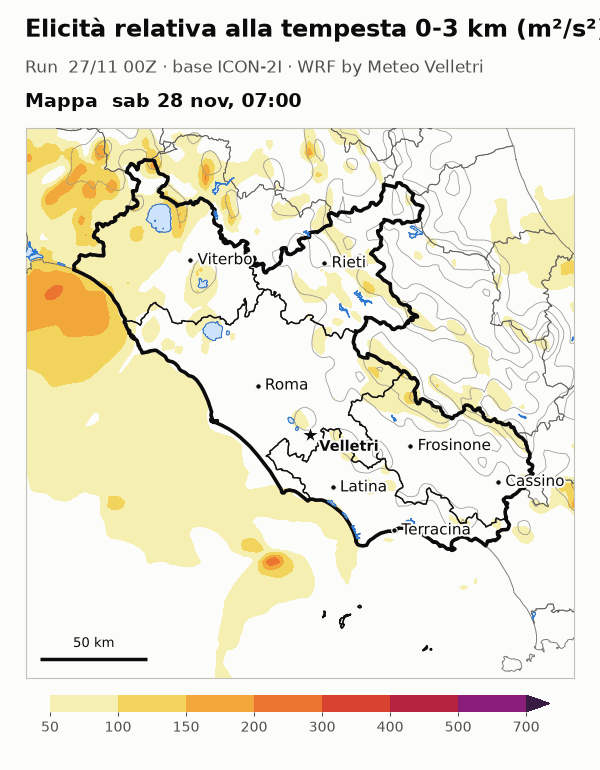 Elicità relativa alla tempesta 0-3 km (m²/s²)
Run  27/11 00Z · base ICON-2I · WRF by Meteo Velletri
Mappa  sab 28 nov, 07:00
Viterbo
Rieti
Roma
Velletri
Frosinone
Cassino
Latina
Terracina
50 km
50 100 150 200 300 400 500 700